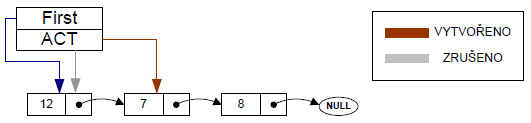 First
ACT
VYTVOŘENO
ZRUŠENO
12 7 8 NULL